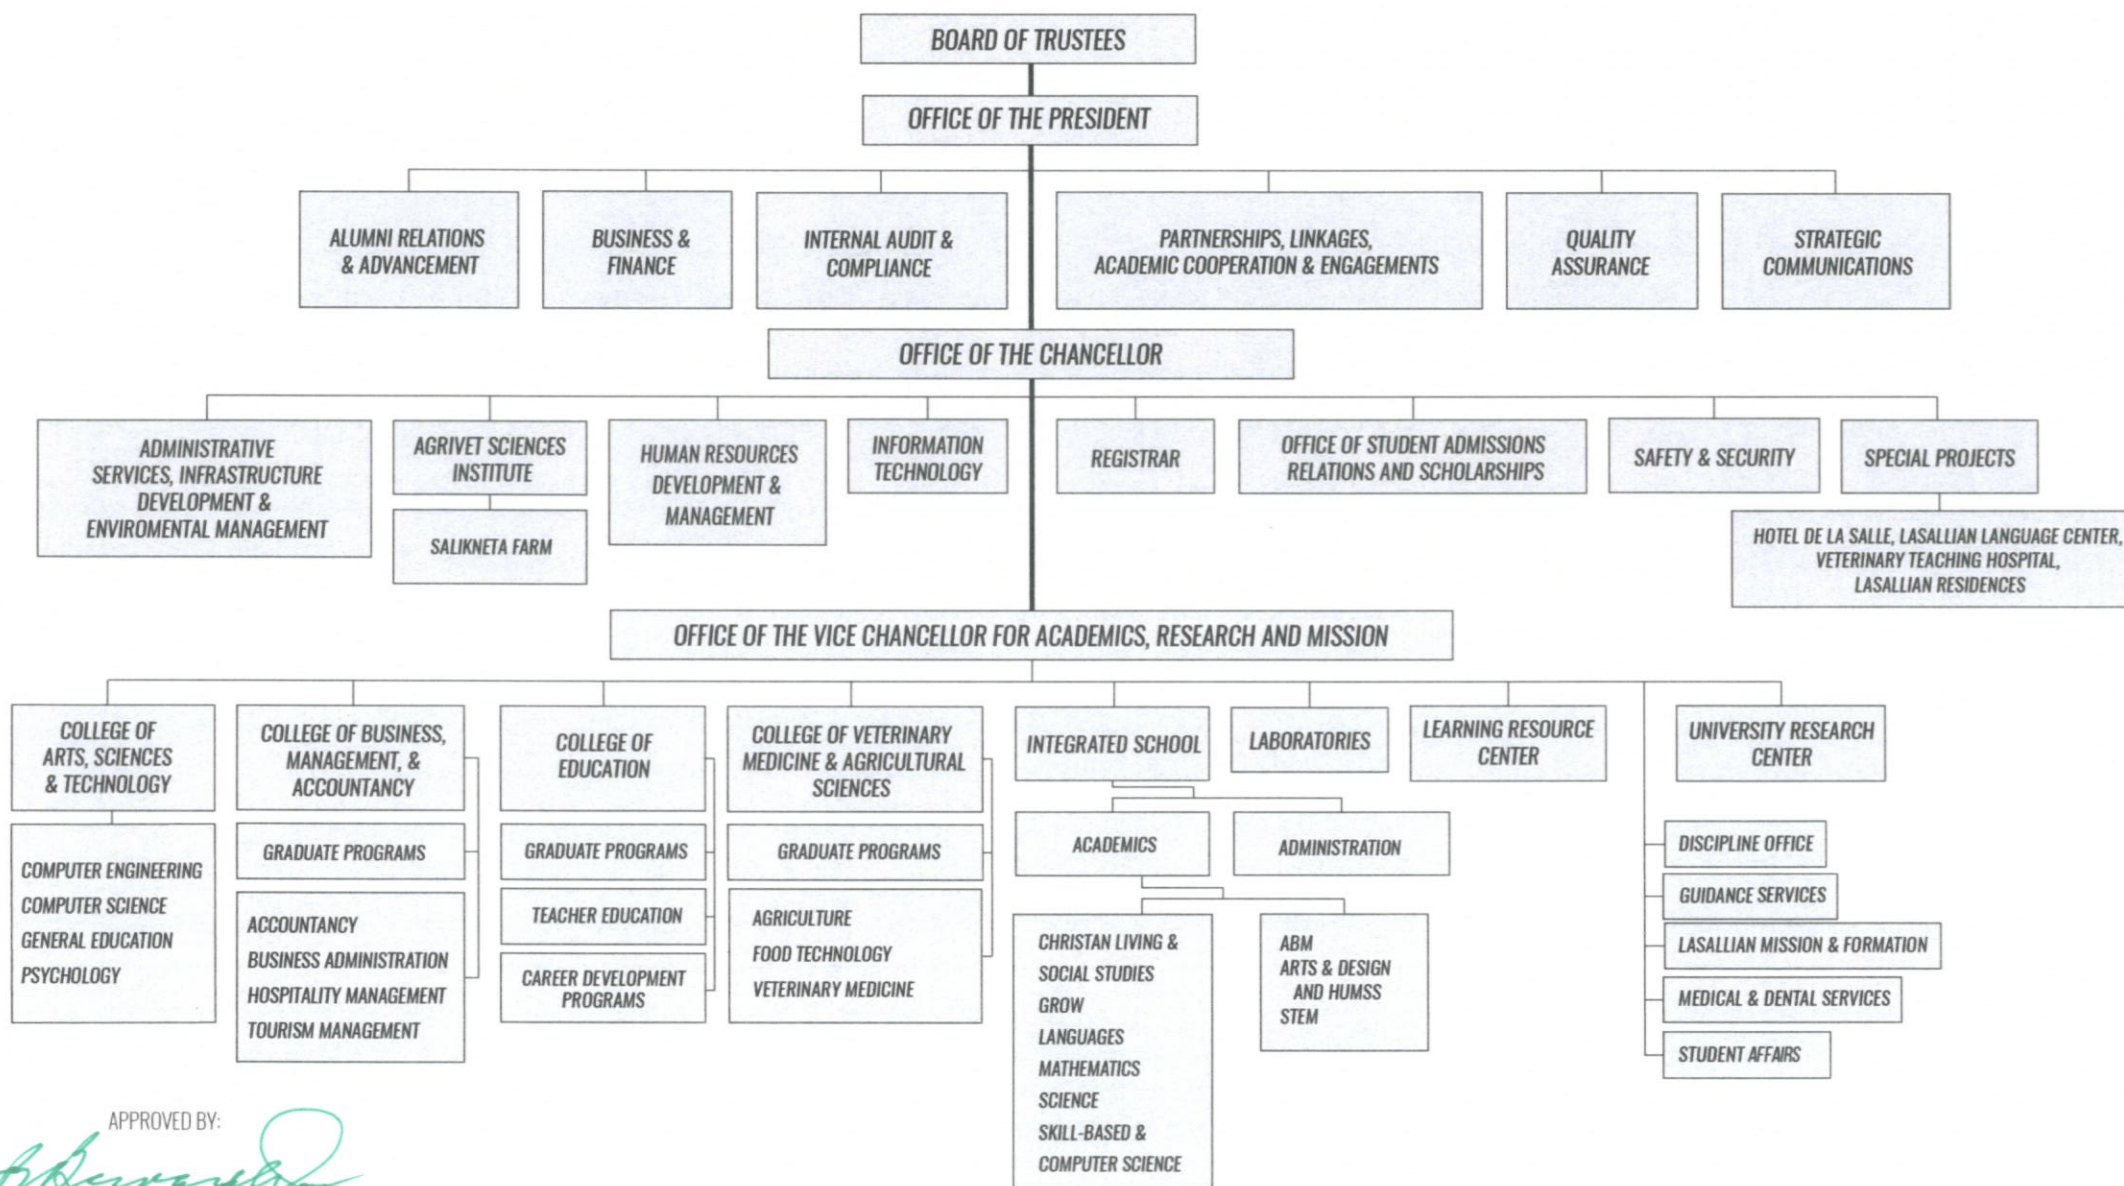 BOARD OF TRUSTEES
OFFICE OF THE PRESIDENT
ALUMNI RELATIONS
& ADVANCEMENT
BUSINESS &
FINANCE
INTERNAL AUDIT &
COMPLIANCE
PARTNERSHIPS, LINKAGES,
ACADEMIC COOPERATION & ENGAGEMENTS
QUALITY
ASSURANCE
STRATEGIC
COMMUNICATIONS
OFFICE OF THE CHANCELLOR
ADMINISTRATIVE
SERVICES, INFRASTRUCTURE
DEVELOPMENT &
ENVIROMENTAL MANAGEMENT
AGRIVET SCIENCES
INSTITUTE
SALIKNETA FARM
HUMAN RESOURCES
DEVELOPMENT &
MANAGEMENT
INFORMATION
TECHNOLOGY
REGISTRAR
OFFICE OF STUDENT ADMISSIONS
RELATIONS AND SCHOLARSHIPS
SAFETY & SECURITY
SPECIAL PROJECTS
HOTEL DE LA SALLE, LASALLIAN LANGUAGE CENTER,
VETERINARY TEACHING HOSPITAL,
LASALLIAN RESIDENCES
OFFICE OF THE VICE CHANCELLOR FOR ACADEMICS, RESEARCH AND MISSION
COLLEGE OF
ARTS, SCIENCES
& TECHNOLOGY
COMPUTER ENGINEERING
COMPUTER SCIENCE
GENERAL EDUCATION
PSYCHOLOGY
COLLEGE OF BUSINESS,
MANAGEMENT, &
ACCOUNTANCY
GRADUATE PROGRAMS
ACCOUNTANCY
BUSINESS ADMINISTRATION
HOSPITALITY MANAGEMENT
TOURISM MANAGEMENT
COLLEGE OF
EDUCATION
GRADUATE PROGRAMS
TEACHER EDUCATION
CAREER DEVELOPMENT
PROGRAMS
COLLEGE OF VETERINARY
MEDICINE & AGRICULTURAL
SCIENCES
GRADUATE PROGRAMS
AGRICULTURE
FOOD TECHNOLOGY
VETERINARY MEDICINE
INTEGRATED SCHOOL
ACADEMICS
ADMINISTRATION
CHRISTAN LIVING &
SOCIAL STUDIES
GROW
LANGUAGES
MATHEMATICS
SCIENCE
SKILL-BASED &
COMPUTER SCIENCE
ABM
ARTS & DESIGN
AND HUMSS
STEM
LABORATORIES
LEARNING RESOURCE
CENTER
UNIVERSITY RESEARCH
CENTER
DISCIPLINE OFFICE
GUIDANCE SERVICES
LASALLIAN MISSION & FORMATION
MEDICAL & DENTAL SERVICES
STUDENT AFFAIRS
APPROVED BY: